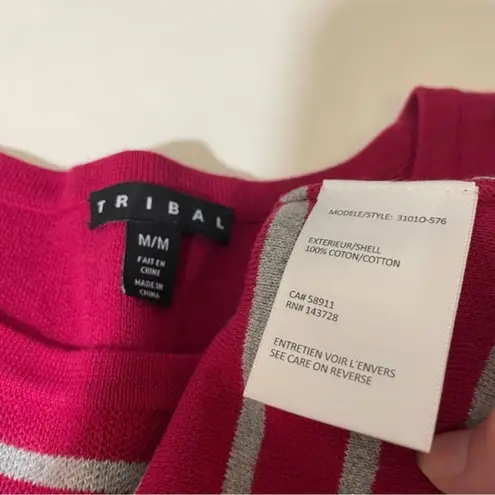 TRIBAL
M/M
FAIT EN
CHINE
MADE IN
CHINA
MODELE/STYLE: 3101O-576
EXTERIEUR/SHELL
100% COTON/COTTON
CA# 58911
RN# 143728
ENTRETIEN VOIR L'ENVERS
SEE CARE ON REVERSE